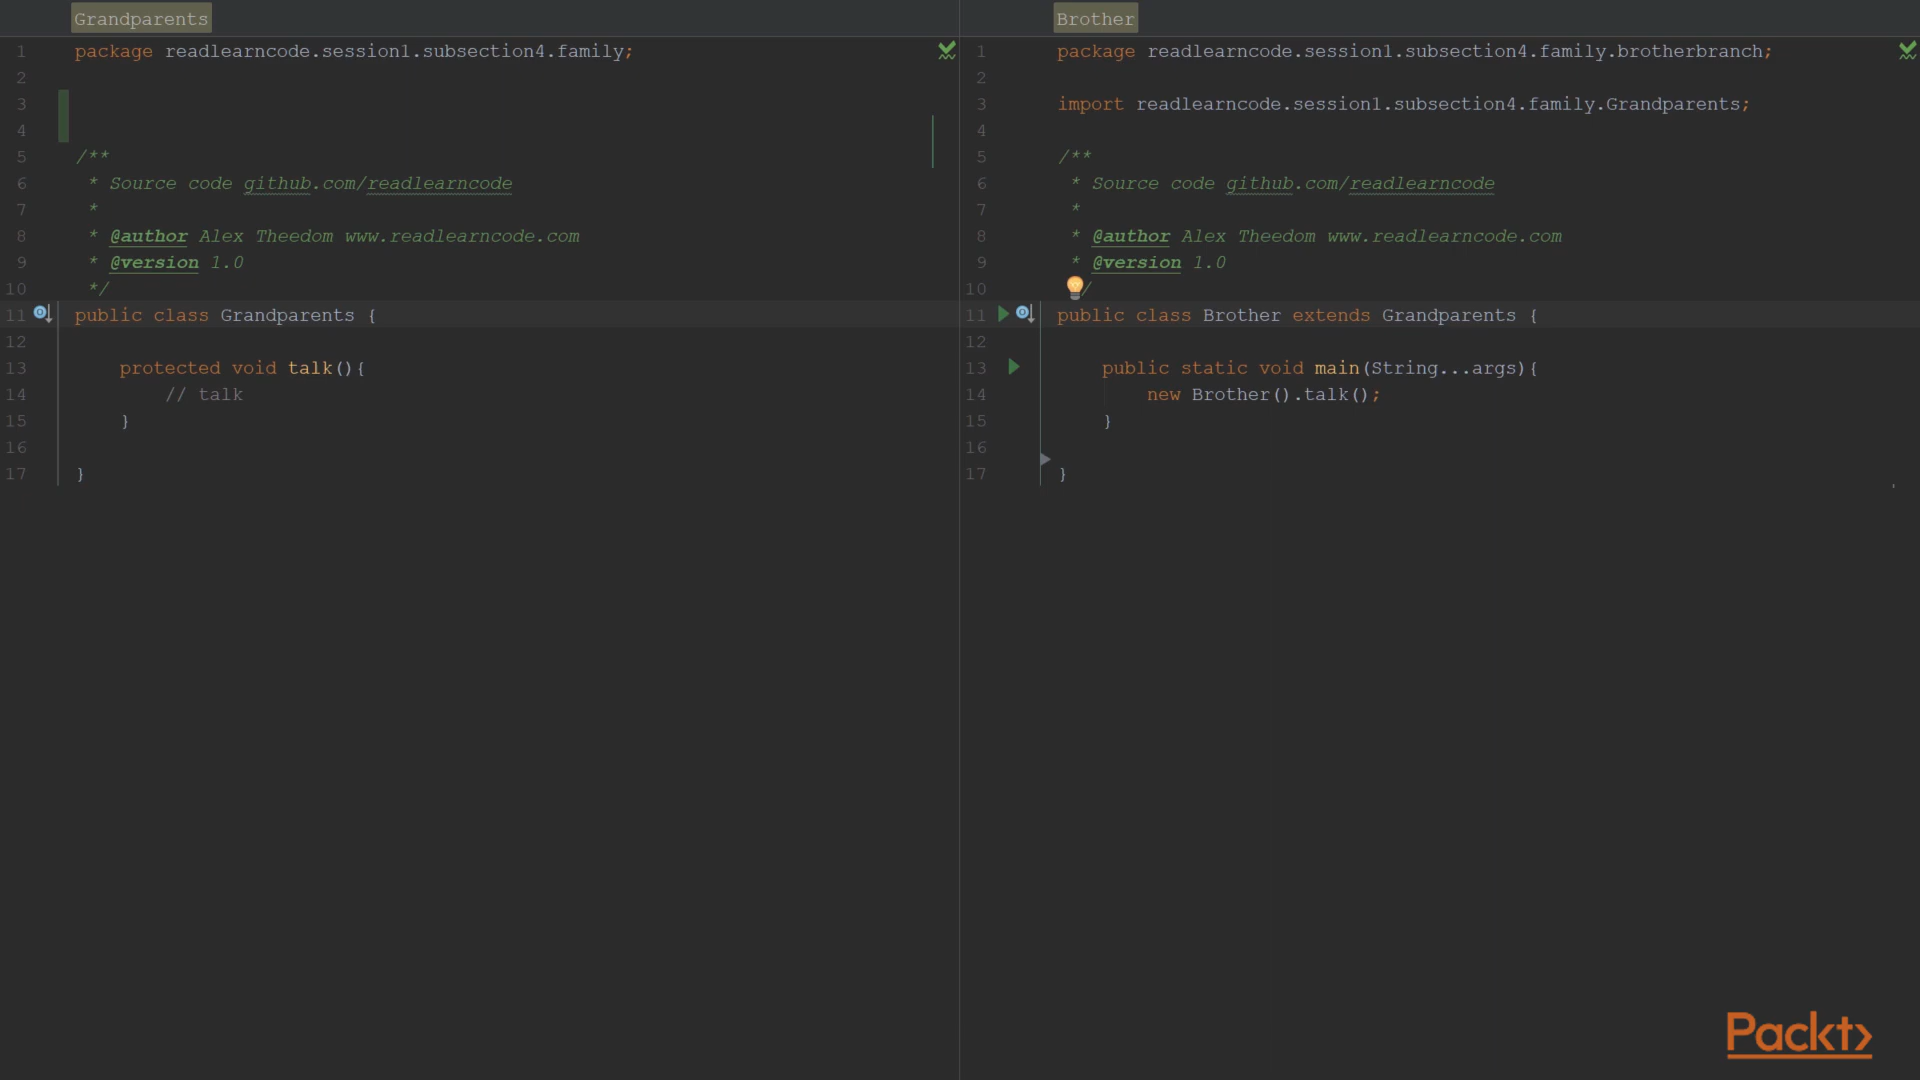 Grandparents
1 package readlearncode.session1.subsection4.family;
2
3
4
5 /**
6 * Source code github.com/readlearncode
7 *
8 * @author Alex Theedom www.readlearncode.com
9 * @version 1.0
10 */
11 public class Grandparents {
12
13 protected void talk(){
14 // talk
15 }
16
17 }
Brother
1 package readlearncode.session1.subsection4.family.brotherbranch;
2
3 import readlearncode.session1.subsection4.family.Grandparents;
4
5 /**
6 * Source code github.com/readlearncode
7 *
8 * @author Alex Theedom www.readlearncode.com
9 * @version 1.0
10 /
11 public class Brother extends Grandparents {
12
13 public static void main(String...args){
14 new Brother().talk();
15 }
16
17 }
Packt>